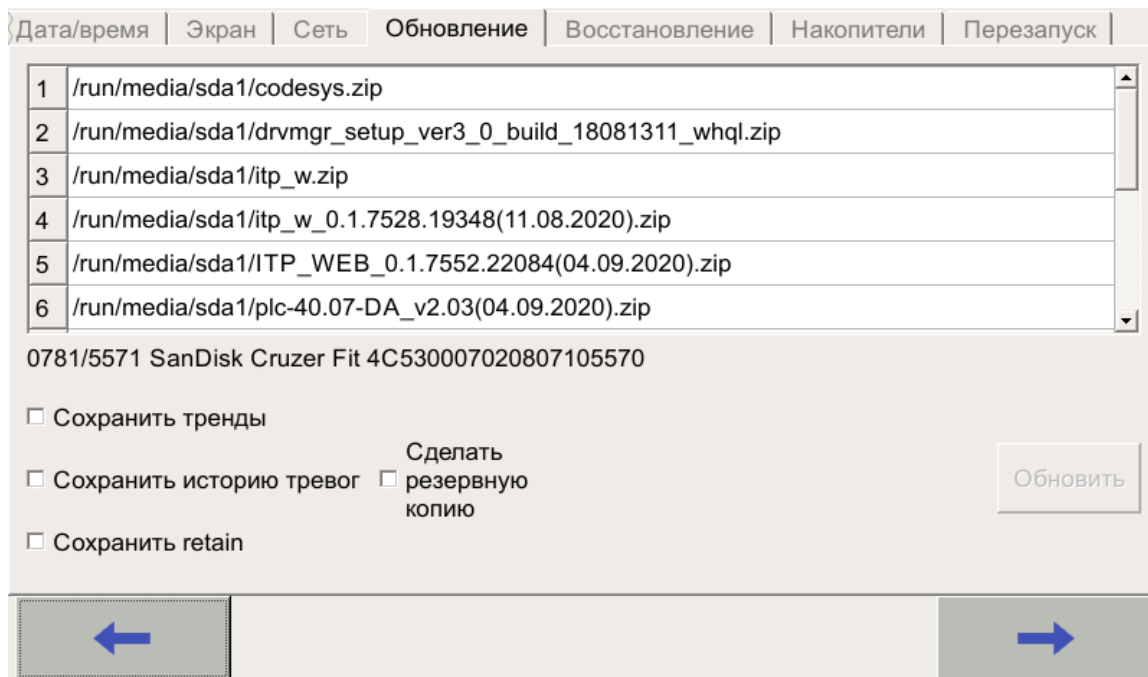 Дата/время Экран Сеть Обновление Восстановление Накопители Перезапуск
1 /run/media/sda1/codesys.zip
2 /run/media/sda1/drvmgr_setup_ver3_0_build_18081311_whql.zip
3 /run/media/sda1/itp_w.zip
4 /run/media/sda1/itp_w_0.1.7528.19348(11.08.2020).zip
5 /run/media/sda1/ITP_WEB_0.1.7552.22084(04.09.2020).zip
6 /run/media/sda1/plc-40.07-DA_v2.03(04.09.2020).zip
0781/5571 SanDisk Cruzer Fit 4C530007020807105570
Сохранить тренды
Сохранить историю тревог
Сделать
резервную
копию
Обновить
Сохранить retain